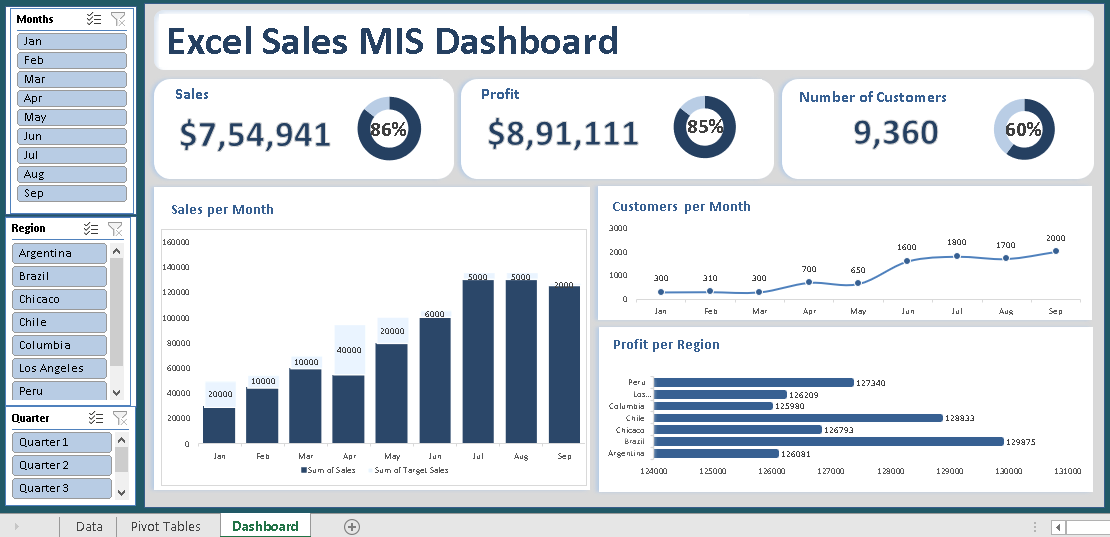 Months
Jan
Feb
Mar
Apr
May
Jun
Jul
Aug
Sep
Region
Argentina
Brazil
Chicaco
Chile
Columbia
Los Angeles
Peru
Quarter
Quarter 1
Quarter 2
Quarter 3
Excel Sales MIS Dashboard
Sales
$7,54,941
86%
Profit
$8,91,111
85%
Number of Customers
9,360
60%
Sales per Month
160000
140000
120000
100000
80000
60000
40000
20000
0
20000
10000
10000
40000
20000
6000
5000
5000
2000
Jan Feb Mar Apr May Jun Jul Aug Sep
Sum of Sales Sum of Target Sales
Customers per Month
3000
2000
1000
0
300 310 300 700 650 1600 1800 1700 2000
Jan Feb Mar Apr May Jun Jul Aug Sep
Profit per Region
Peru 127340
Los... 126209
Columbia 125980
Chile 128833
Chicaco 126793
Brazil 129875
Argentina 126081
124000 125000 126000 127000 128000 129000 130000 131000
Data Pivot Tables Dashboard